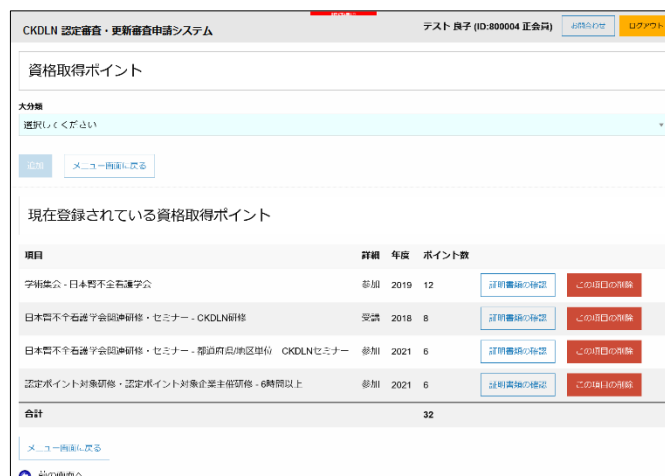 CKDLN 認定審査・更新審査申請システム
テスト 良子 (ID:800004 正会員)
お問合わせ
ログアウト
資格取得ポイント
大分類
選択してください
追加
メニュー画面に戻る
現在登録されている資格取得ポイント
項目 詳細 年度 ポイント数
学術集会 - 日本腎不全看護学会 参加 2019 12 証明書類の確認 この項目の削除
日本腎不全看護学会関連研修・セミナー - CKDLN研修 受講 2018 8 証明書類の確認 この項目の削除
日本腎不全看護学会関連研修・セミナー - 都道府県/地区単位 CKDLNセミナー 参加 2021 6 証明書類の確認 この項目の削除
認定ポイント対象研修・認定ポイント対象企業主催研修 - 6時間以上 参加 2021 6 証明書類の確認 この項目の削除
合計 32
メニュー画面に戻る
前の画面へ